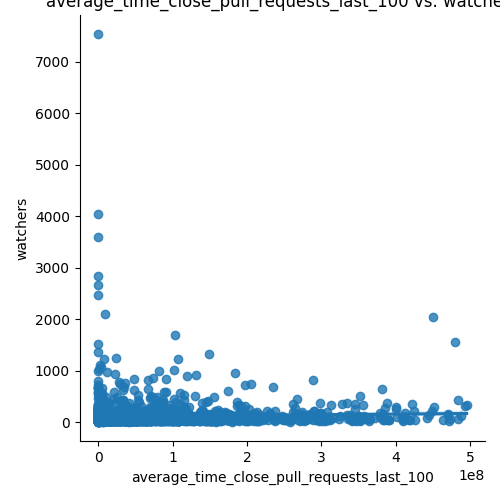 average_time_close_pull_requests_last_100 vs. watche
7000
6000
5000
4000
3000
2000
1000
0
watchers
0 1 2 3 4 5
1e8
average_time_close_pull_requests_last_100